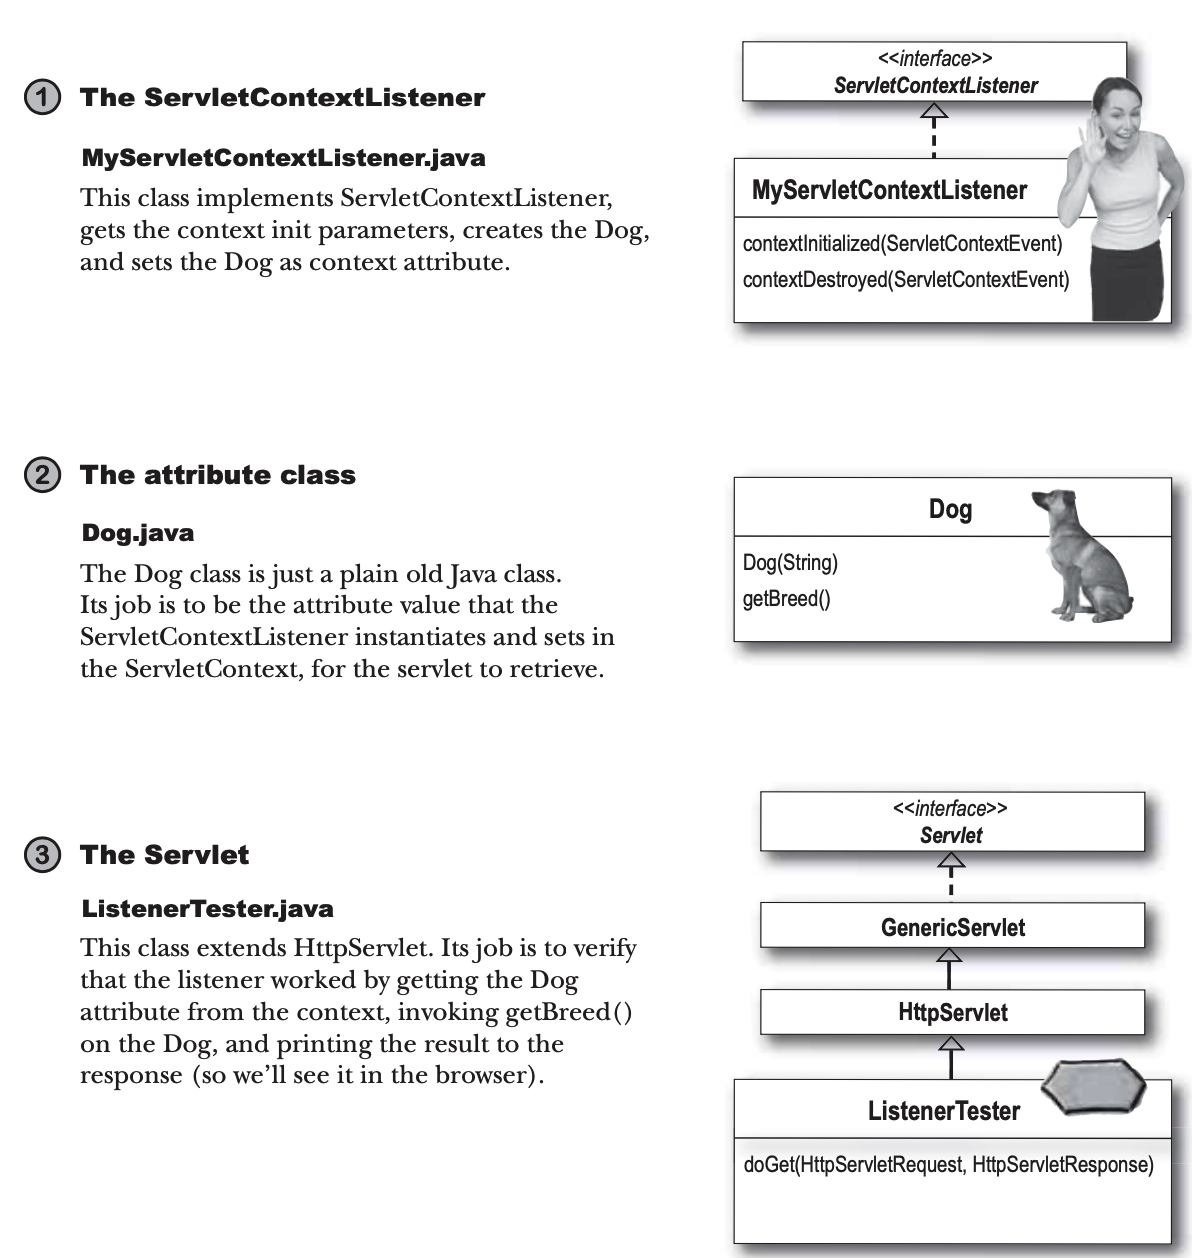 1 The ServletContextListener
MyServletContextListener.java
This class implements ServletContextListener,
gets the context init parameters, creates the Dog,
and sets the Dog as context attribute.
<<interface>>
ServletContextListener
MyServletContextListener
contextInitialized(ServletContextEvent)
contextDestroyed(ServletContextEvent)
2 The attribute class
Dog.java
The Dog class is just a plain old Java class.
Its job is to be the attribute value that the
ServletContextListener instantiates and sets in
the ServletContext, for the servlet to retrieve.
Dog
Dog(String)
getBreed()
3 The Servlet
ListenerTester.java
This class extends HttpServlet. Its job is to verify
that the listener worked by getting the Dog
attribute from the context, invoking getBreed()
on the Dog, and printing the result to the
response (so we’ll see it in the browser).
<<interface>>
Servlet
GenericServlet
HttpServlet
ListenerTester
doGet(HttpServletRequest, HttpServletResponse)